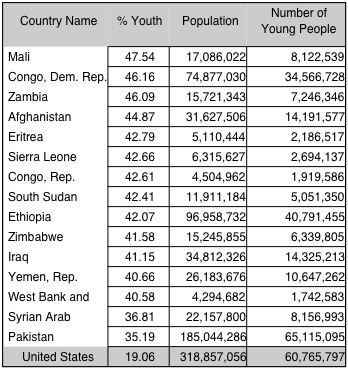 Country Name % Youth Population Number of
Young People
Mali 47.54 17,086,022 8,122,539
Congo, Dem. Rep. 46.16 74,877,030 34,566,728
Zambia 46.09 15,721,343 7,246,346
Afghanistan 44.87 31,627,506 14,191,577
Eritrea 42.79 5,110,444 2,186,517
Sierra Leone 42.66 6,315,627 2,694,137
Congo, Rep. 42.61 4,504,962 1,919,586
South Sudan 42.41 11,911,184 5,051,350
Ethiopia 42.07 96,958,732 40,791,455
Zimbabwe 41.58 15,245,855 6,339,805
Iraq 41.15 34,812,326 14,325,213
Yemen, Rep. 40.66 26,183,676 10,647,262
West Bank and 40.58 4,294,682 1,742,583
Syrian Arab 36.81 22,157,800 8,156,993
Pakistan 35.19 185,044,286 65,115,095
United States 19.06 318,857,056 60,765,797